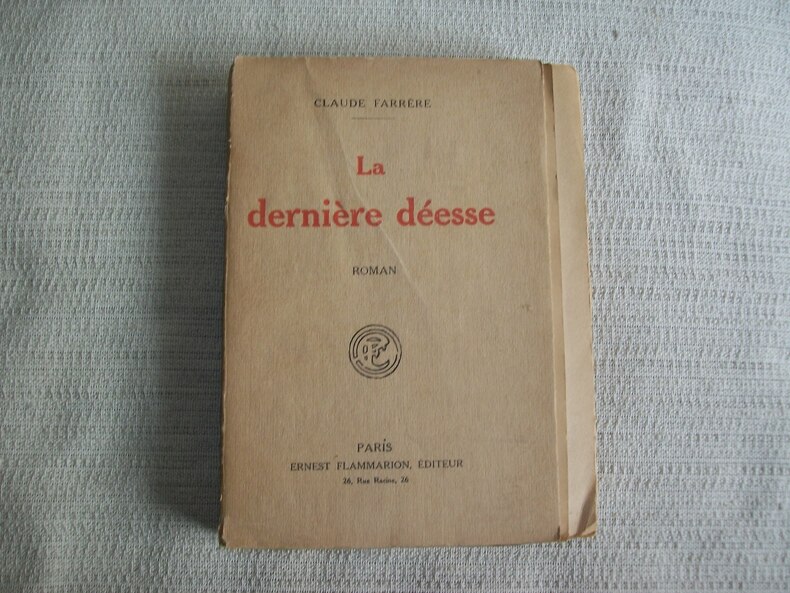 CLAUDE FARRÈRE
La
dernière déesse
ROMAN
PARIS
ERNEST FLAMMARION, ÉDITEUR
26, Rue Racine, 26